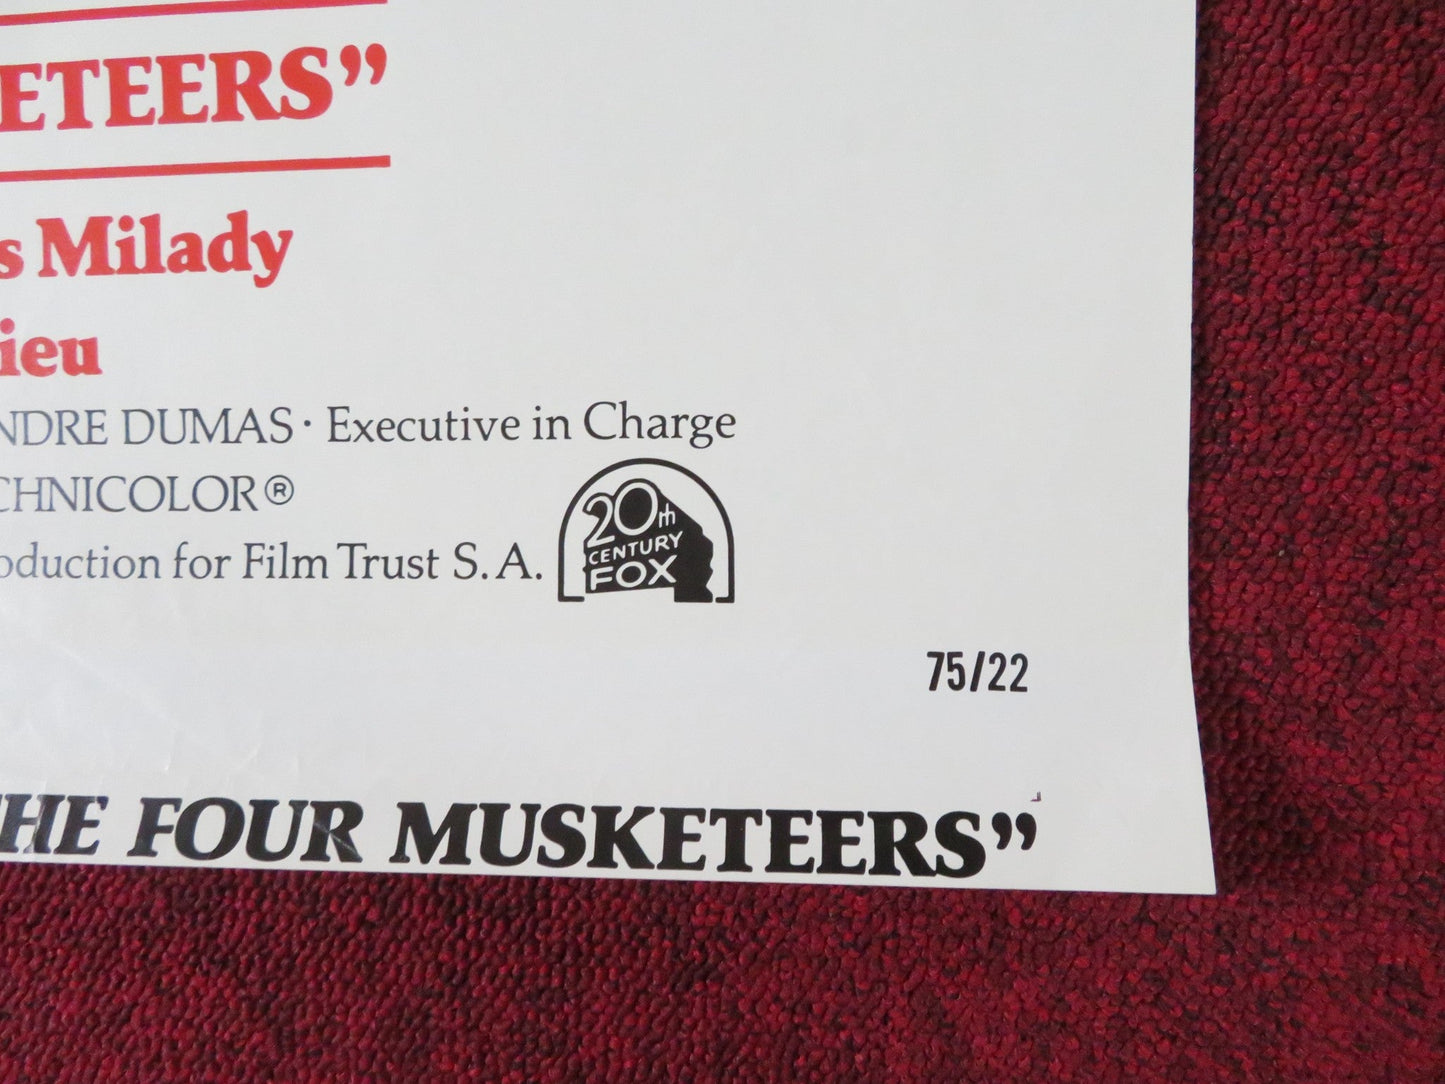 ETEERS”
s Milady
ieu
NDRE DUMAS · Executive in Charge
CHNICOLOR®
oduction for Film Trust S.A.
20th
CENTURY
FOX
75/22
HE FOUR MUSKETEERS”